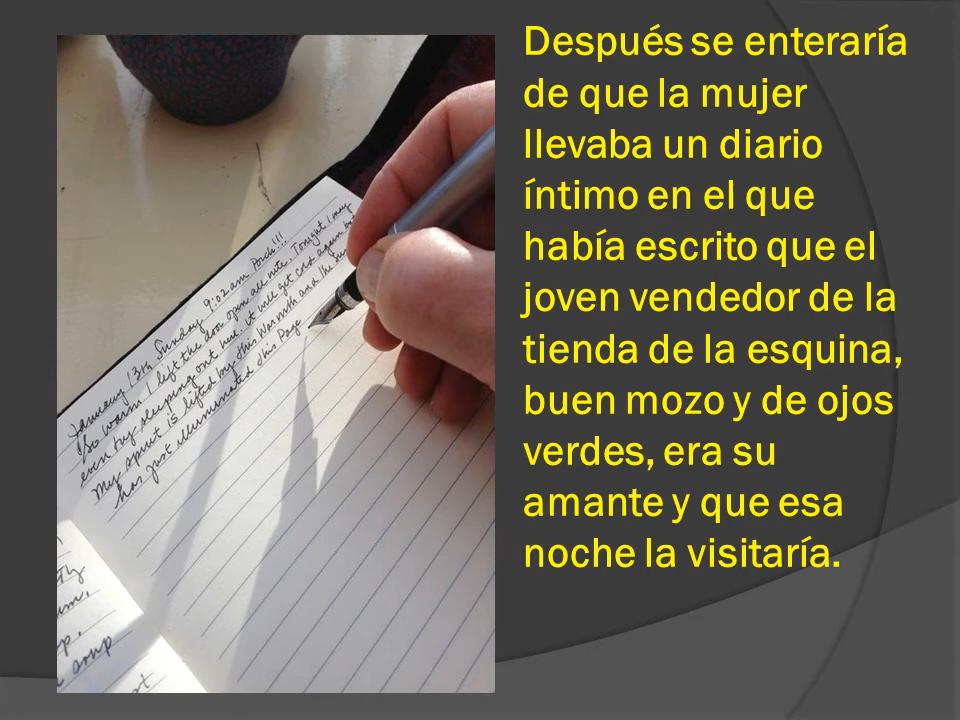 Después se enteraría
de que la mujer
llevaba un diario
íntimo en el que
había escrito que el
joven vendedor de la
tienda de la esquina,
buen mozo y de ojos
verdes, era su
amante y que esa
noche la visitaría.
January 13th Sunday 9:02am Porch!!!
So warm I left the door open all nite. Tonight I may
even try sleeping out here. it will get cold again but
My spirit is lifted by this Warmth and the Sun
has just illuminated this Page
soup